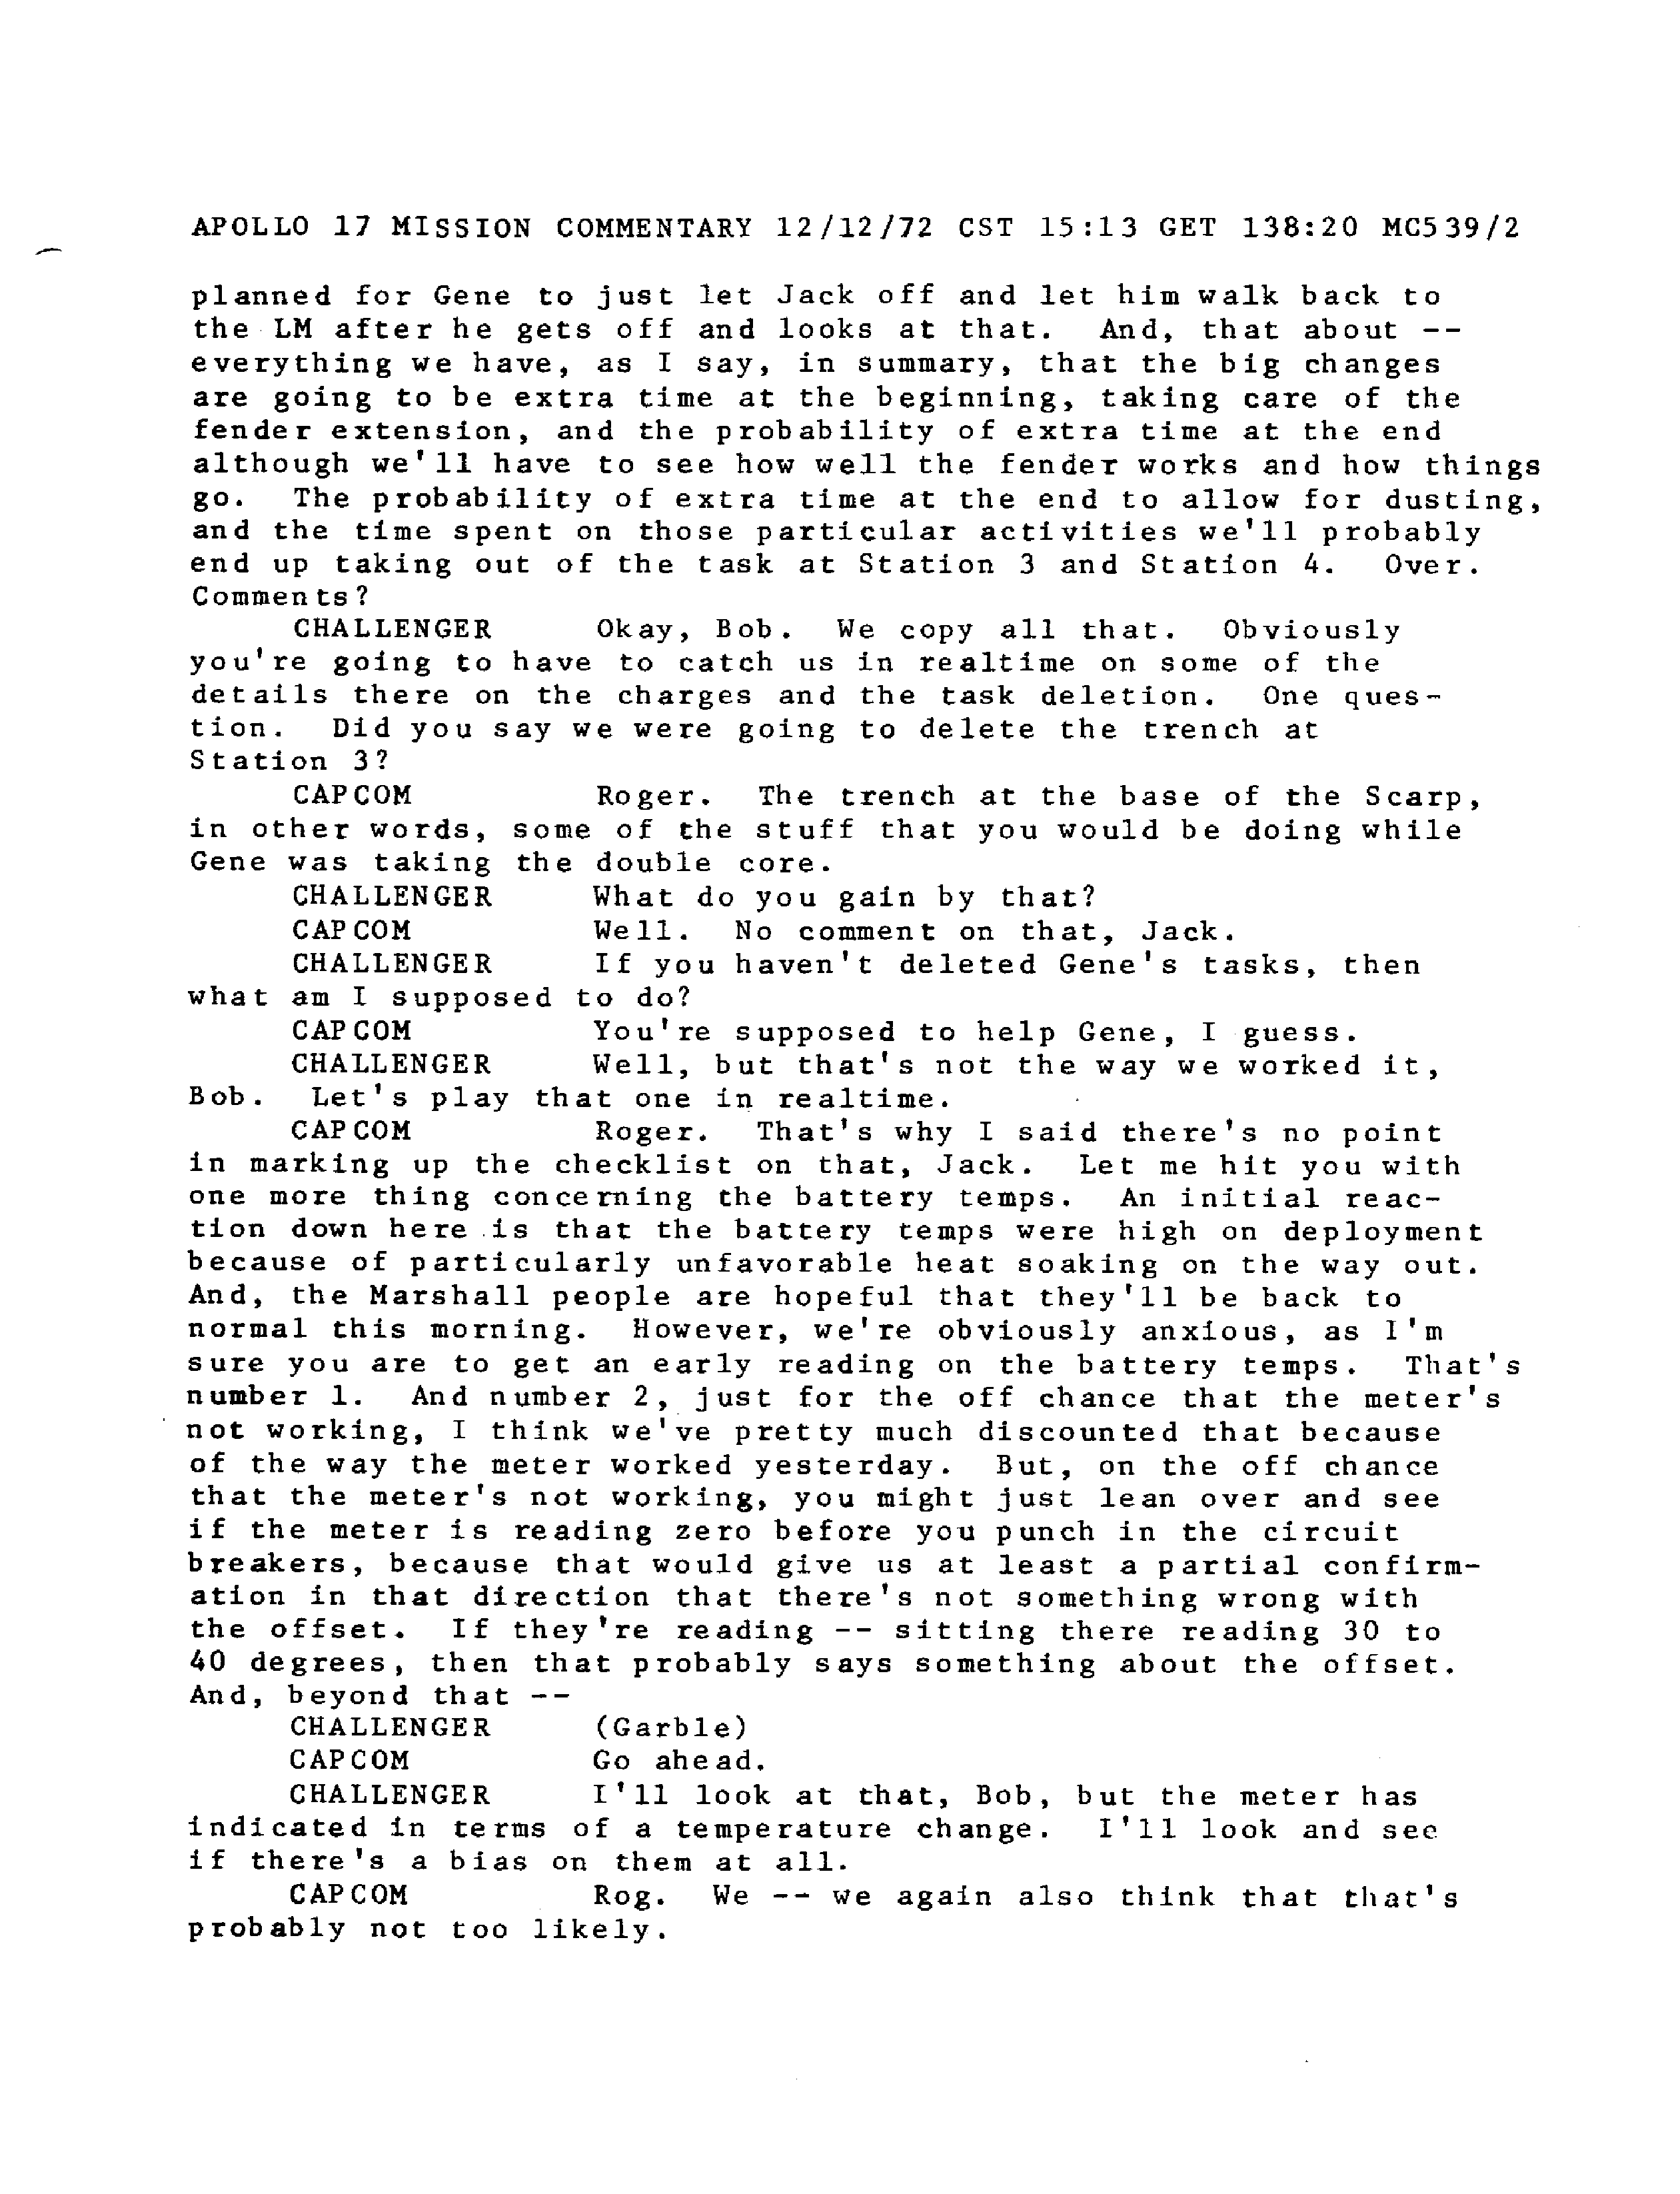 APOLLO 17 MISSION COMMENTARY 12/12/72 CST 15:13 GET 138:20 MC539/2
planned for Gene to just let Jack off and let him walk back to
the LM after he gets off and looks at that. And, that about --
everything we have, as I say, in summary, that the big changes
are going to be extra time at the beginning, taking care of the
fender extension, and the probability of extra time at the end
although we'll have to see how well the fender works and how things
go. The probability of extra time at the end to allow for dusting,
and the time spent on those particular activities we'll probably
end up taking out of the task at Station 3 and Station 4. Over.
Comments?
CHALLENGER Okay, Bob. We copy all that. Obviously
you're going to have to catch us in realtime on some of the
details there on the charges and the task deletion. One ques-
tion. Did you say we were going to delete the trench at
Station 3?
CAPCOM Roger. The trench at the base of the Scarp,
in other words, some of the stuff that you would be doing while
Gene was taking the double core.
CHALLENGER What do you gain by that?
CAPCOM Well. No comment on that, Jack.
CHALLENGER If you haven't deleted Gene's tasks, then
what am I supposed to do?
CAPCOM You're supposed to help Gene, I guess.
CHALLENGER Well, but that's not the way we worked it,
Bob. Let's play that one in realtime.
CAPCOM Roger. That's why I said there's no point
in marking up the checklist on that, Jack. Let me hit you with
one more thing concerning the battery temps. An initial reac-
tion down here is that the battery temps were high on deployment
because of particularly unfavorable heat soaking on the way out.
And, the Marshall people are hopeful that they'll be back to
normal this morning. However, we're obviously anxious, as I'm
sure you are to get an early reading on the battery temps. That's
number 1. And number 2, just for the off chance that the meter's
not working, I think we've pretty much discounted that because
of the way the meter worked yesterday. But, on the off chance
that the meter's not working, you might just lean over and see
if the meter is reading zero before you punch in the circuit
breakers, because that would give us at least a partial confirm-
ation in that direction that there's not something wrong with
the offset. If they're reading -- sitting there reading 30 to
40 degrees, then that probably says something about the offset.
And, beyond that --
CHALLENGER (Garble)
CAPCOM Go ahead.
CHALLENGER I'll look at that, Bob, but the meter has
indicated in terms of a temperature change. I'll look and see
if there's a bias on them at all.
CAPCOM Rog. We -- we again also think that that's
probably not too likely.